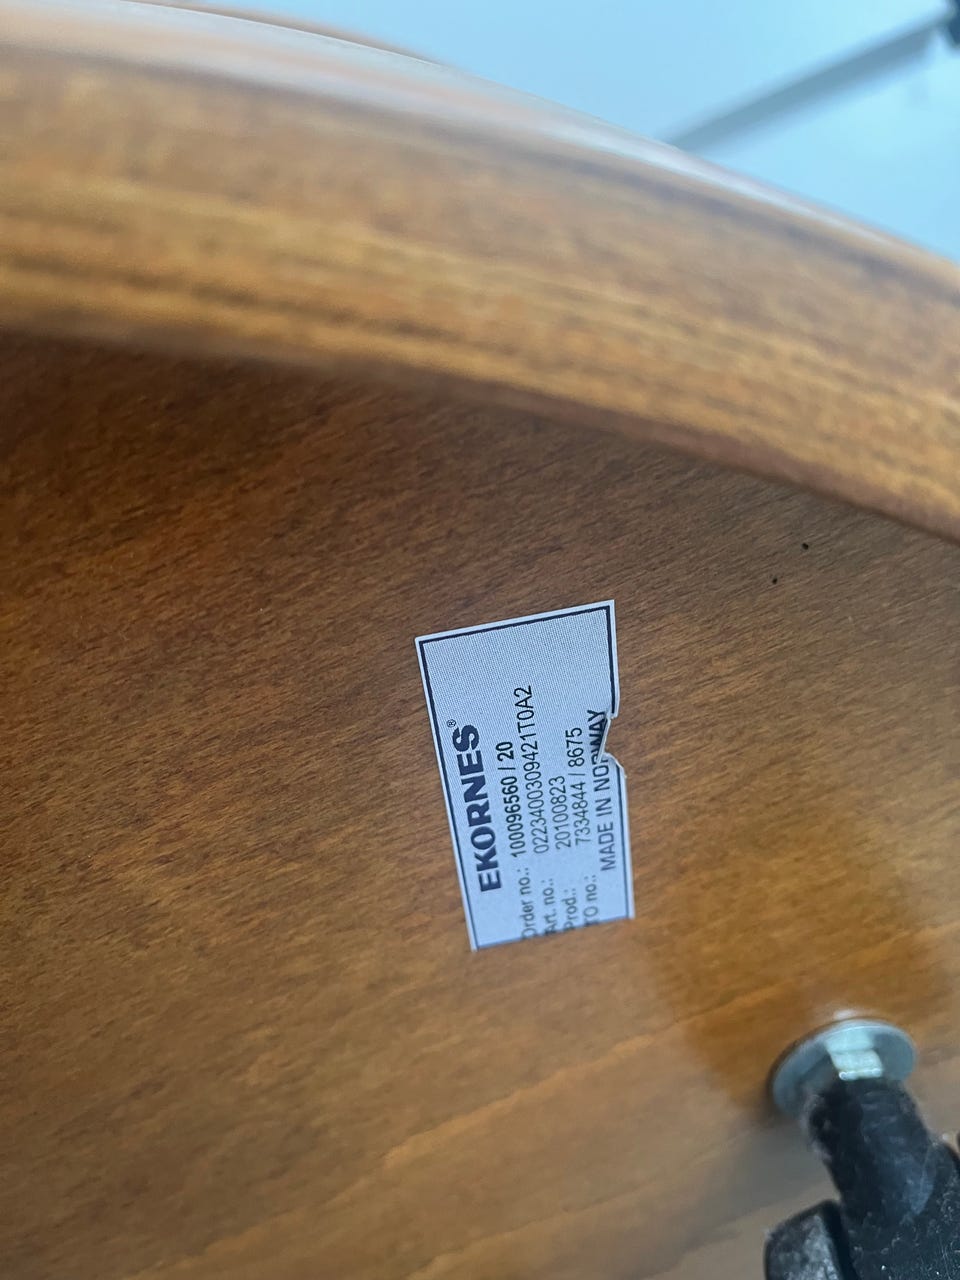 EKORNES®
Order no.: 100096560 / 20
Art. no.: 0223400309421T0A2
Prod.: 20100823
TO no.: 7334844 / 8675
MADE IN NORWAY